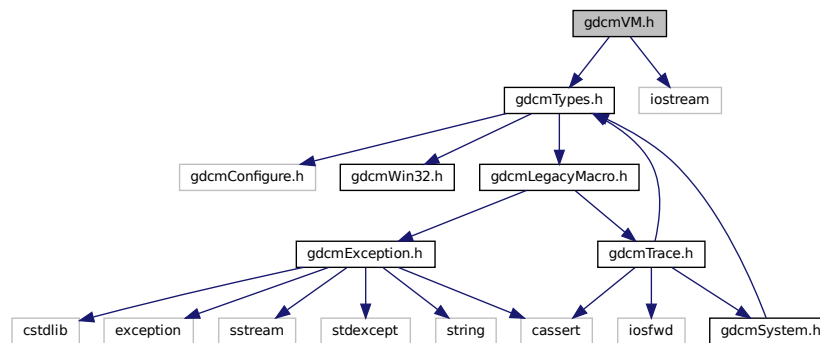 gdcmVM.h
gdcmTypes.h
iostream
gdcmConfigure.h
gdcmWin32.h
gdcmLegacyMacro.h
gdcmException.h
gdcmTrace.h
cstdlib
exception
sstream
stdexcept
string
cassert
iosfwd
gdcmSystem.h